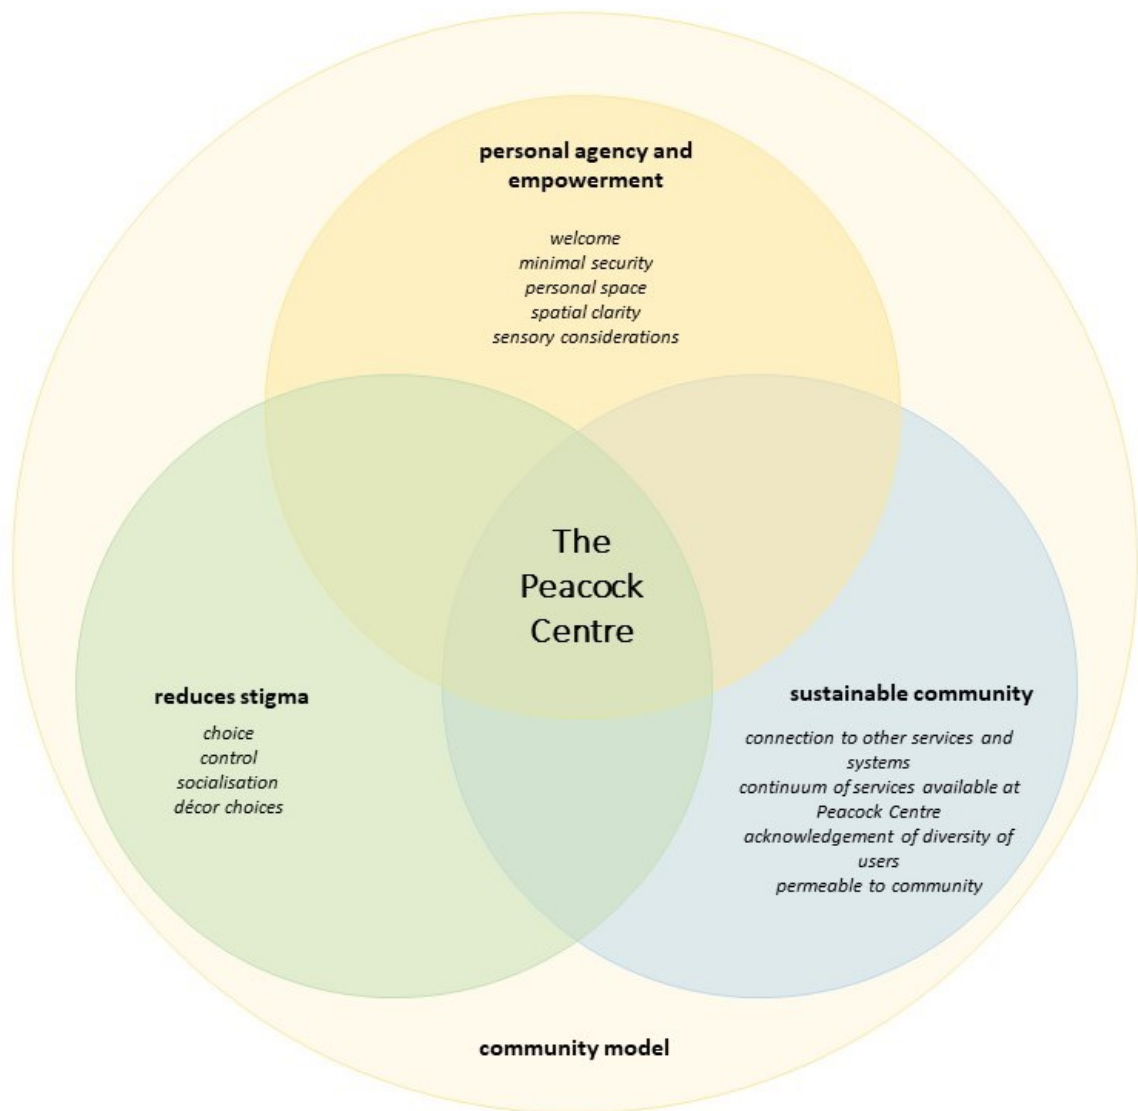 personal agency and
empowerment
welcome
minimal security
personal space
spatial clarity
sensory considerations
The
Peacock
Centre
reduces stigma
choice
control
socialisation
décor choices
sustainable community
connection to other services and
systems
continuum of services available at
Peacock Centre
acknowledgement of diversity of
users
permeable to community
community model